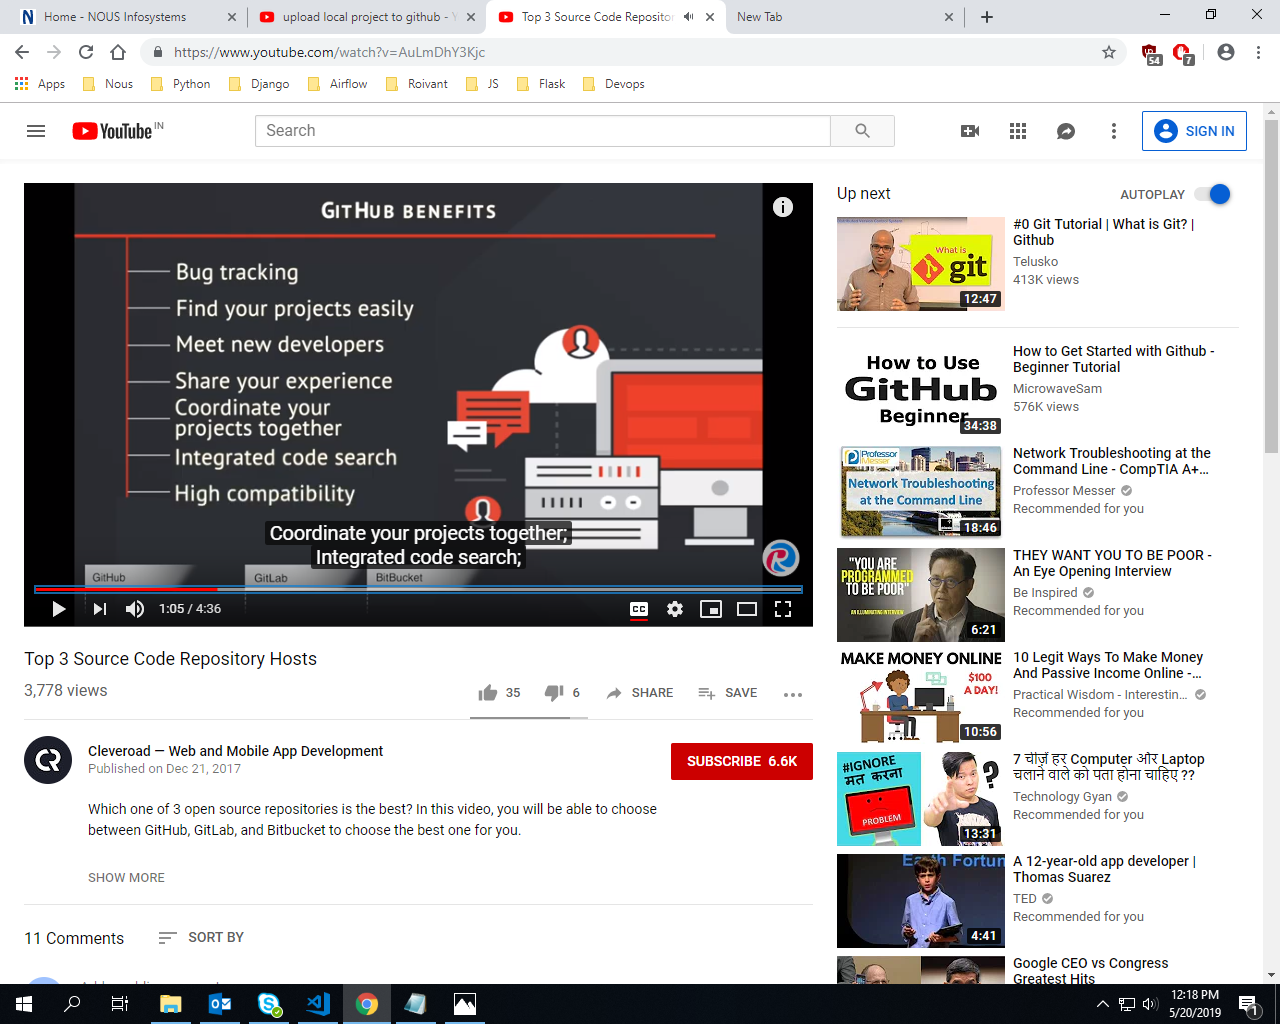 Home - NOUS Infosystems
upload local project to github - Y
Top 3 Source Code Repositor
New Tab
https://www.youtube.com/watch?v=AuLmDhY3Kjc
54
7
Apps
Nous
Python
Django
Airflow
Roivant
JS
Flask
Devops
YouTube IN
Search
SIGN IN
GITHUB BENEFITS
Bug tracking
Find your projects easily
Meet new developers
Share your experience
Coordinate your
projects together
Integrated code search
High compatibility
Coordinate your projects together;
Integrated code search;
GitHub
GitLab
BitBucket
1:05 / 4:36
CC
Top 3 Source Code Repository Hosts
3,778 views
35
6
SHARE
SAVE
Cleveroad — Web and Mobile App Development
Published on Dec 21, 2017
SUBSCRIBE 6.6K
Which one of 3 open source repositories is the best? In this video, you will be able to choose
between GitHub, GitLab, and Bitbucket to choose the best one for you.
SHOW MORE
11 Comments
SORT BY
Up next
AUTOPLAY
What is
git
12:47
#0 Git Tutorial | What is Git? |
Github
Telusko
413K views
How to Use
GitHub
Beginner
34:38
How to Get Started with Github -
Beginner Tutorial
MicrowaveSam
576K views
Professor
Messer
Network Troubleshooting
at the Command Line
18:46
Network Troubleshooting at the
Command Line - CompTIA A+...
Professor Messer
Recommended for you
"YOU ARE
PROGRAMMED
TO BE POOR"
AN ILLUMINATING INTERVIEW
6:21
THEY WANT YOU TO BE POOR -
An Eye Opening Interview
Be Inspired
Recommended for you
MAKE MONEY ONLINE
$100
A DAY!
10:56
10 Legit Ways To Make Money
And Passive Income Online -...
Practical Wisdom - Interestin...
Recommended for you
#IGNORE
मत करना
PROBLEM
?
13:31
7 चीज़ें हर Computer और Laptop
चलाने वाले को पता होना चाहिए ??
Technology Gyan
Recommended for you
Earth Fortun
4:41
A 12-year-old app developer |
Thomas Suarez
TED
Recommended for you
Google CEO vs Congress
Greatest Hits
12:18 PM
5/20/2019
1